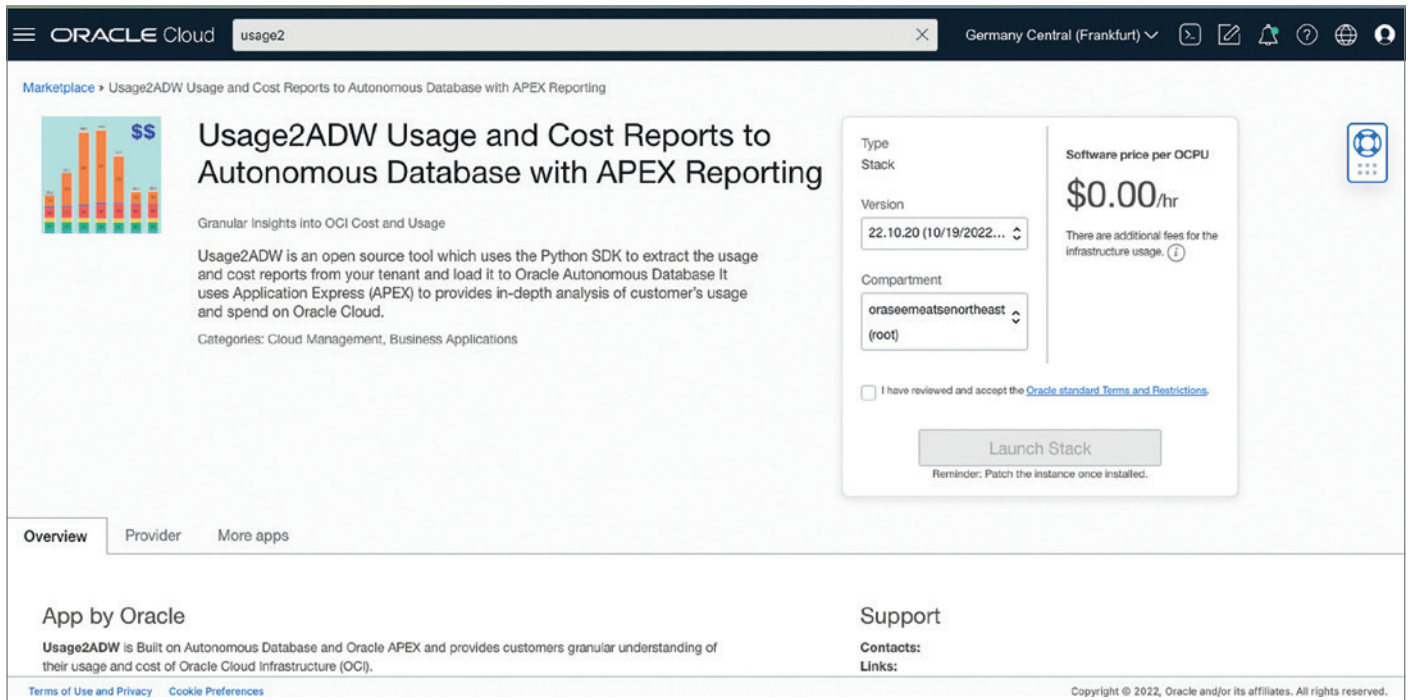 ORACLE Cloud
usage2
Germany Central (Frankfurt)
Marketplace » Usage2ADW Usage and Cost Reports to Autonomous Database with APEX Reporting
$$
Usage2ADW Usage and Cost Reports to
Autonomous Database with APEX Reporting
Granular Insights into OCI Cost and Usage
Usage2ADW is an open source tool which uses the Python SDK to extract the usage
and cost reports from your tenant and load it to Oracle Autonomous Database It
uses Application Express (APEX) to provides in-depth analysis of customer's usage
and spend on Oracle Cloud.
Categories: Cloud Management, Business Applications
Type
Stack
Version
22.10.20 (10/19/2022...
Compartment
oraseemeatsenortheast
(root)
Software price per OCPU
$0.00/hr
There are additional fees for the
infrastructure usage.
I have reviewed and accept the Oracle standard Terms and Restrictions.
Launch Stack
Reminder: Patch the instance once installed.
Overview
Provider
More apps
App by Oracle
Usage2ADW is Built on Autonomous Database and Oracle APEX and provides customers granular understanding of
their usage and cost of Oracle Cloud Infrastructure (OCI).
Support
Contacts:
Links:
Terms of Use and Privacy Cookie Preferences
Copyright © 2022, Oracle and/or its affiliates. All rights reserved.